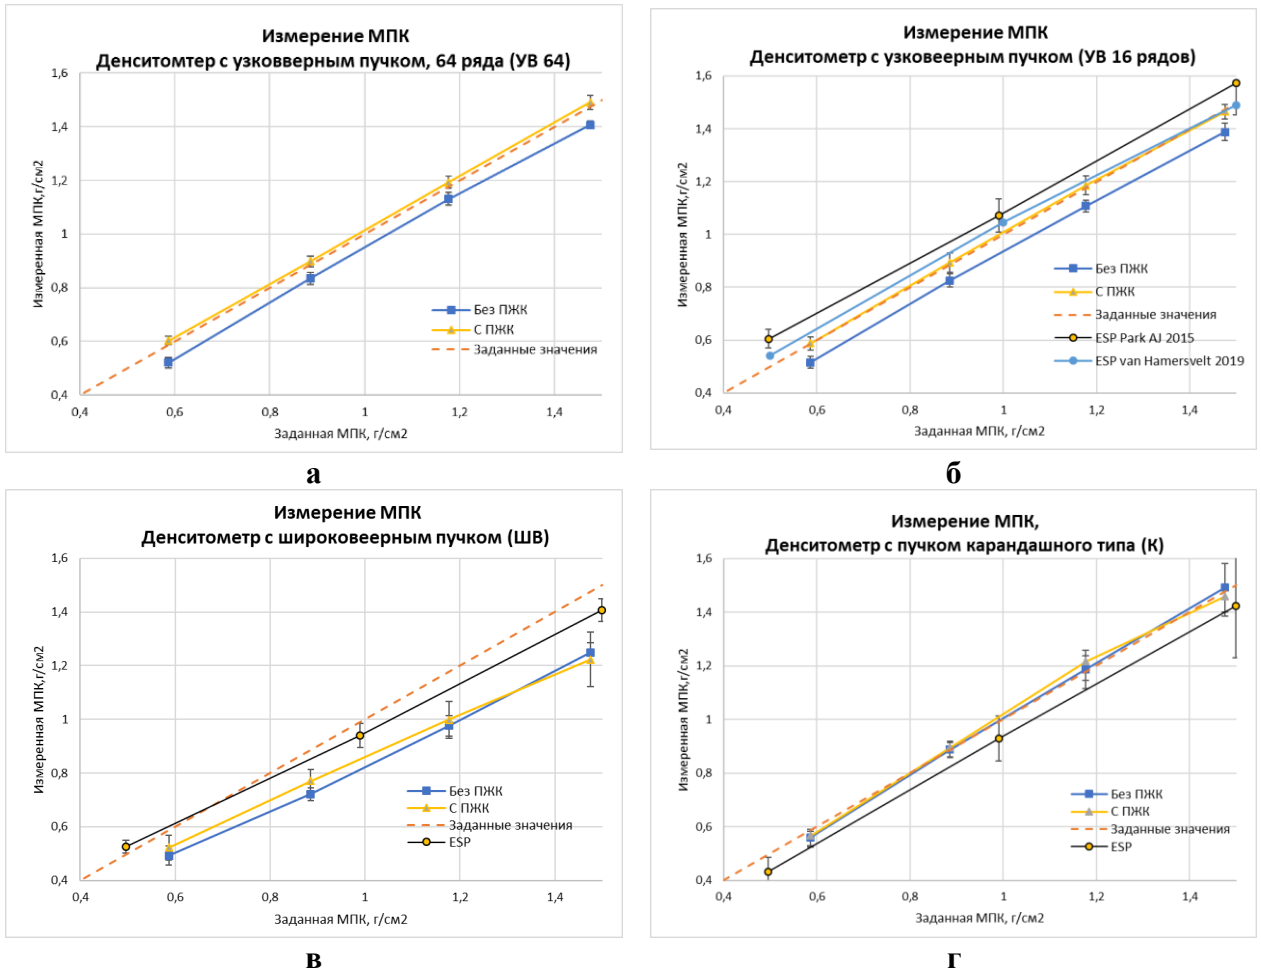 Измерение МПК
Денситомтер с узковверным пучком, 64 ряда (УВ 64)
1,6
1,4
1,2
1
0,8
0,6
0,4
0,4 0,6 0,8 1 1,2 1,4
Измеренная МПК,г/см2
Заданная МПК, г/см2
Без ПЖК
С ПЖК
Заданные значения
а
Измерение МПК
Денситометр с узковеерным пучком (УВ 16 рядов)
1,6
1,4
1,2
1
0,8
0,6
0,4
0,4 0,6 0,8 1 1,2 1,4
Измеренная МПК,г/см2
Заданная МПК, г/см2
Без ПЖК
С ПЖК
Заданные значения
ESP Park AJ 2015
ESP van Hamersvelt 2019
б
Измерение МПК
Денситометр с широковеерным пучком (ШВ)
1,6
1,4
1,2
1
0,8
0,6
0,4
0,4 0,6 0,8 1 1,2 1,4
Измеренная МПК,г/см2
Заданная МПК, г/см2
Без ПЖК
С ПЖК
Заданные значения
ESP
в
Измерение МПК,
Денситометр с пучком карандашного типа (К)
1,6
1,4
1,2
1
0,8
0,6
0,4
0,4 0,6 0,8 1 1,2 1,4
Измеренная МПК,г/см2
Заданная МПК, г/см2
Без ПЖК
С ПЖК
Заданные значения
ESP
г